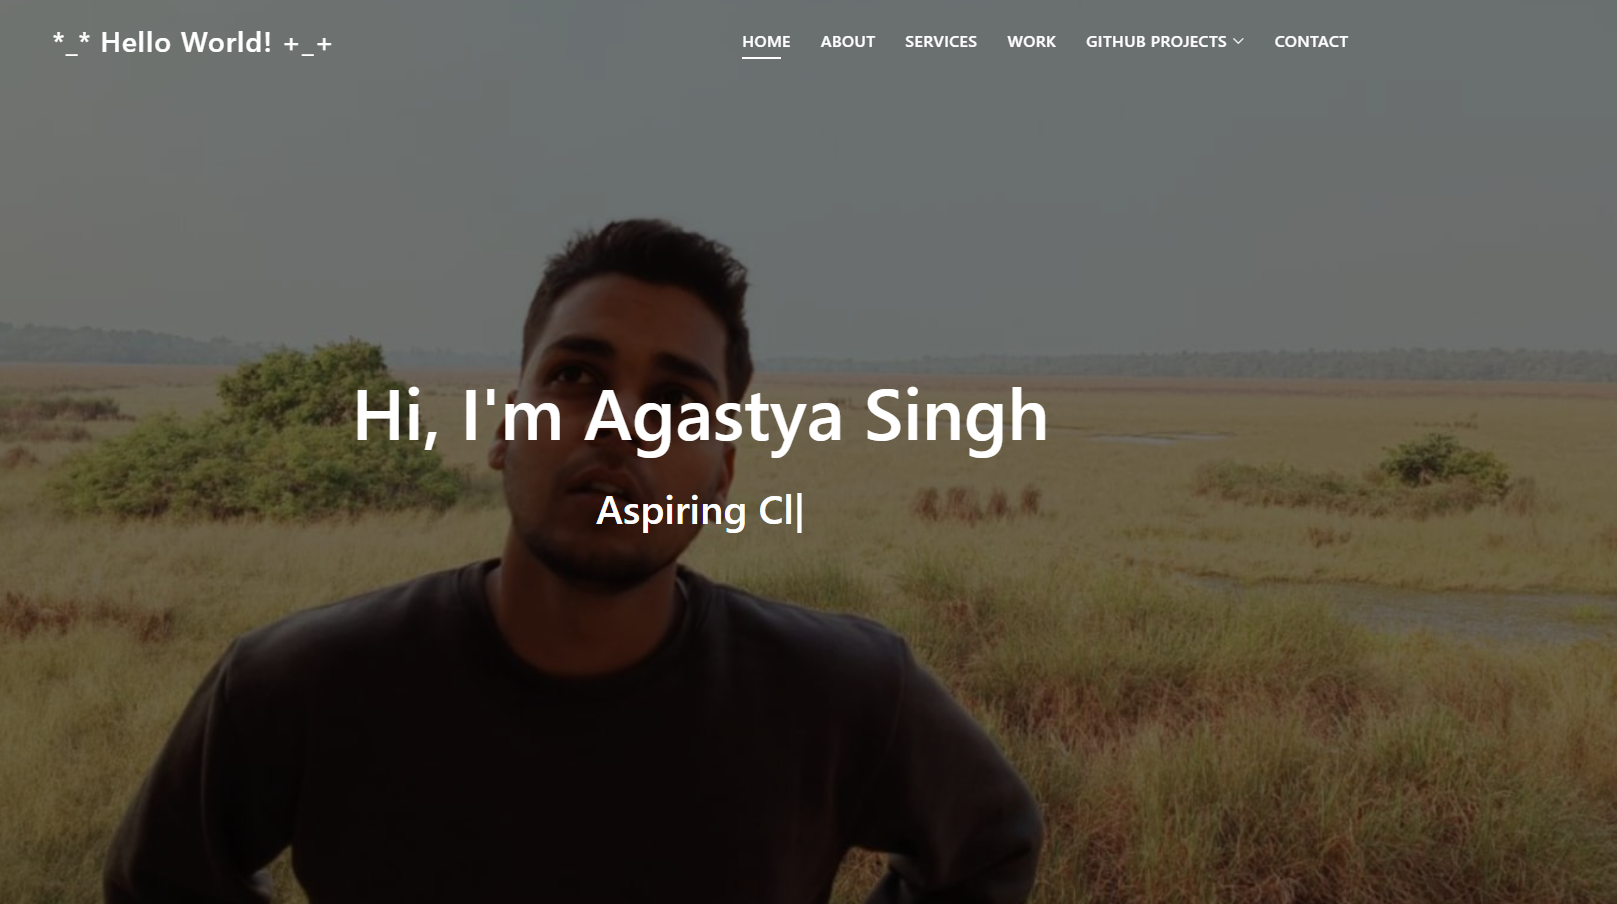 *_* Hello World! +_+
HOME ABOUT SERVICES WORK GITHUB PROJECTS CONTACT
Hi, I'm Agastya Singh
Aspiring Cl|